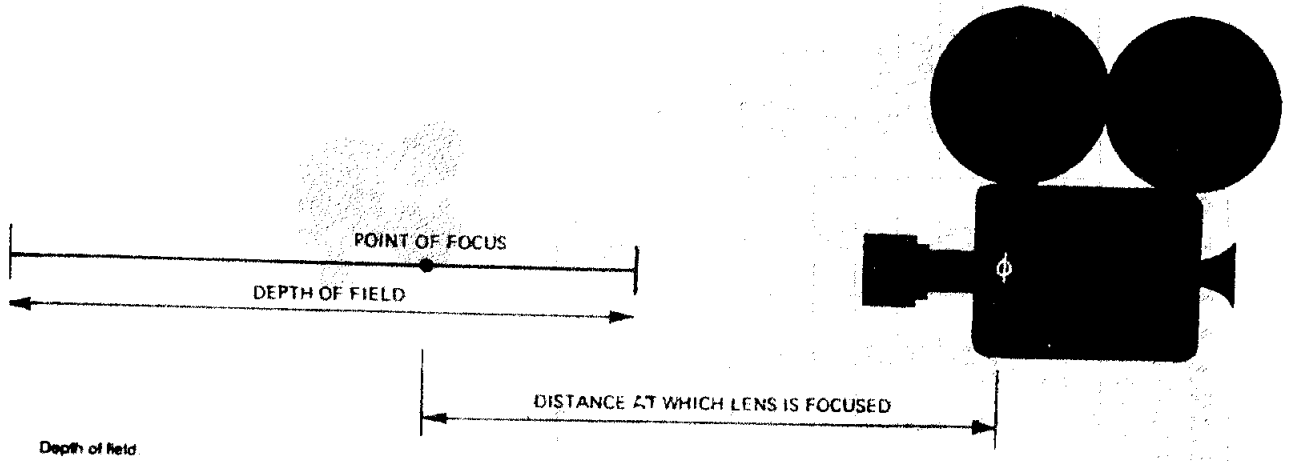 POINT OF FOCUS
DEPTH OF FIELD
DISTANCE AT WHICH LENS IS FOCUSED
Depth of field.